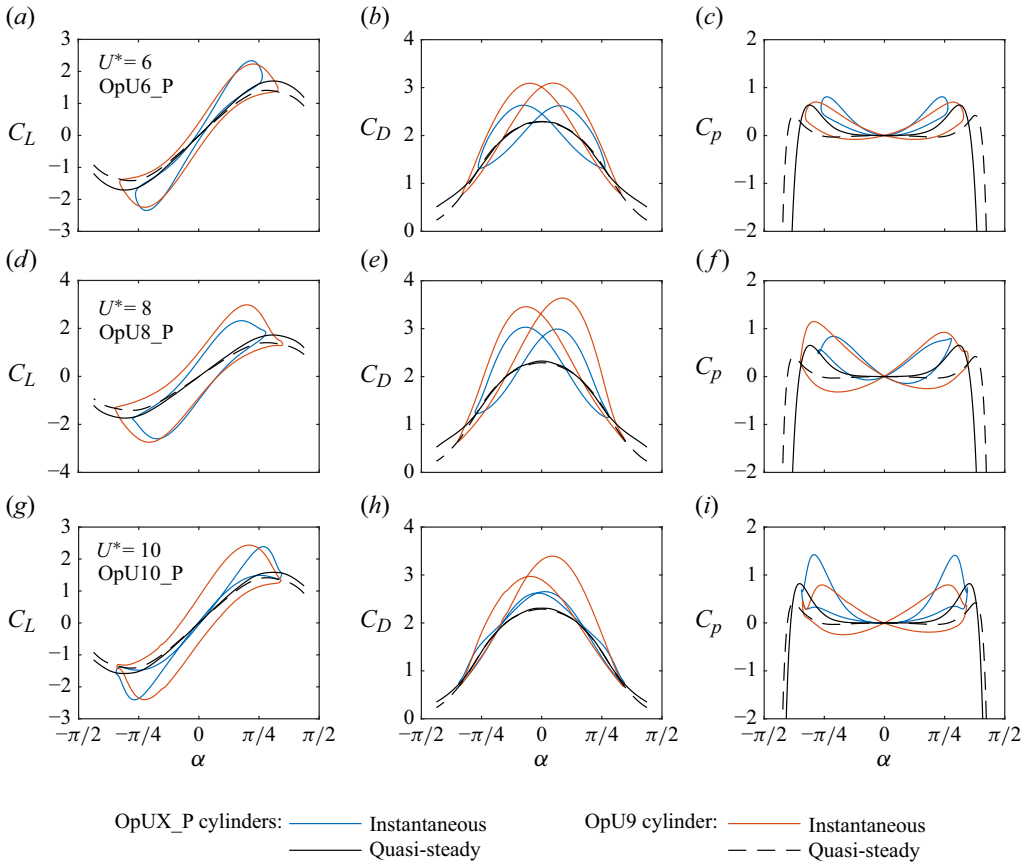 (a)
(b)
(c)
3
2
1
0
−1
−2
−3
C_L
U* = 6
OpU6_P
4
3
2
1
0
C_D
2
1
0
−1
−2
C_p
(d)
(e)
(f)
4
2
0
−2
−4
C_L
U* = 8
OpU8_P
4
3
2
1
0
C_D
2
1
0
−1
−2
C_p
(g)
(h)
(i)
3
2
1
0
−1
−2
−3
C_L
U* = 10
OpU10_P
4
3
2
1
0
C_D
2
1
0
−1
−2
C_p
−π/2 −π/4 0 π/4 π/2
α
−π/4 0 π/4
α
−π/2 −π/4 0 π/4 π/2
α
OpUX_P cylinders: Instantaneous OpU9 cylinder: Instantaneous
Quasi-steady Quasi-steady